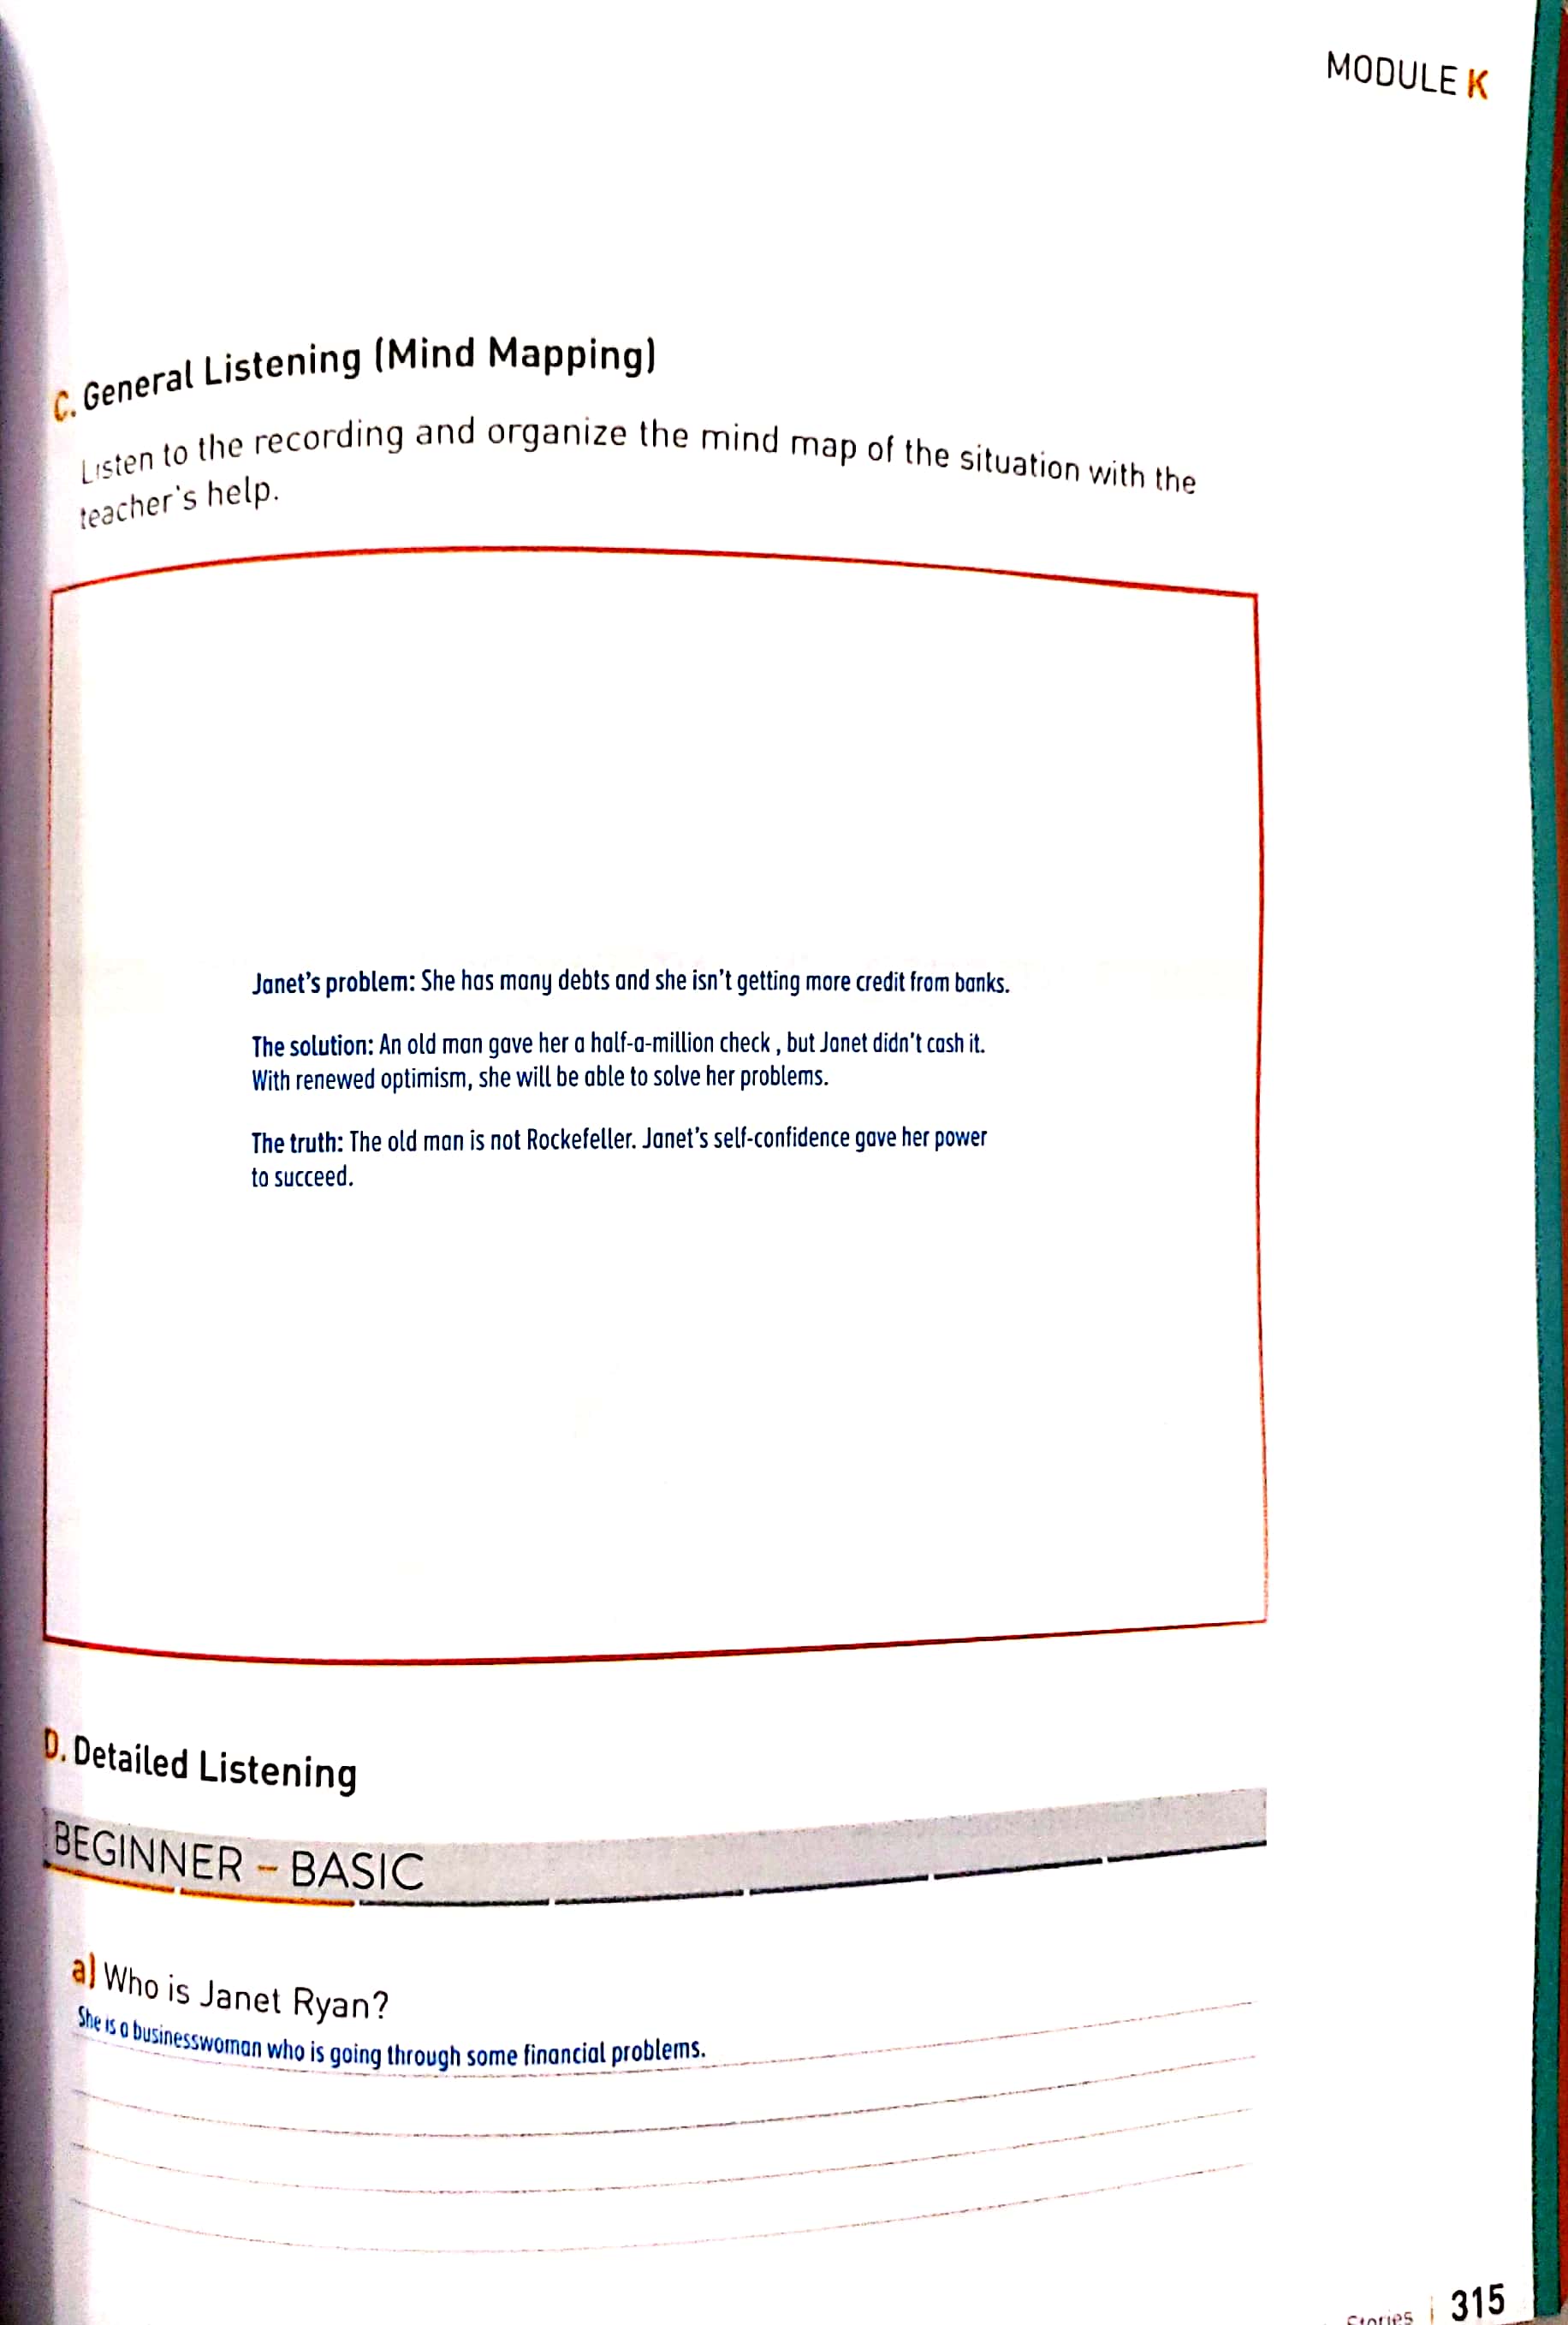 MODULE K
C. General Listening (Mind Mapping)
Listen to the recording and organize the mind map of the situation with the
teacher's help.
Janet's problem: She has many debts and she isn't getting more credit from banks.
The solution: An old man gave her a half-a-million check , but Janet didn't cash it.
With renewed optimism, she will be able to solve her problems.
The truth: The old man is not Rockefeller. Janet's self-confidence gave her power
to succeed.
D. Detailed Listening
BEGINNER – BASIC
a) Who is Janet Ryan?
She is a businesswoman who is going through some financial problems.
Stories | 315